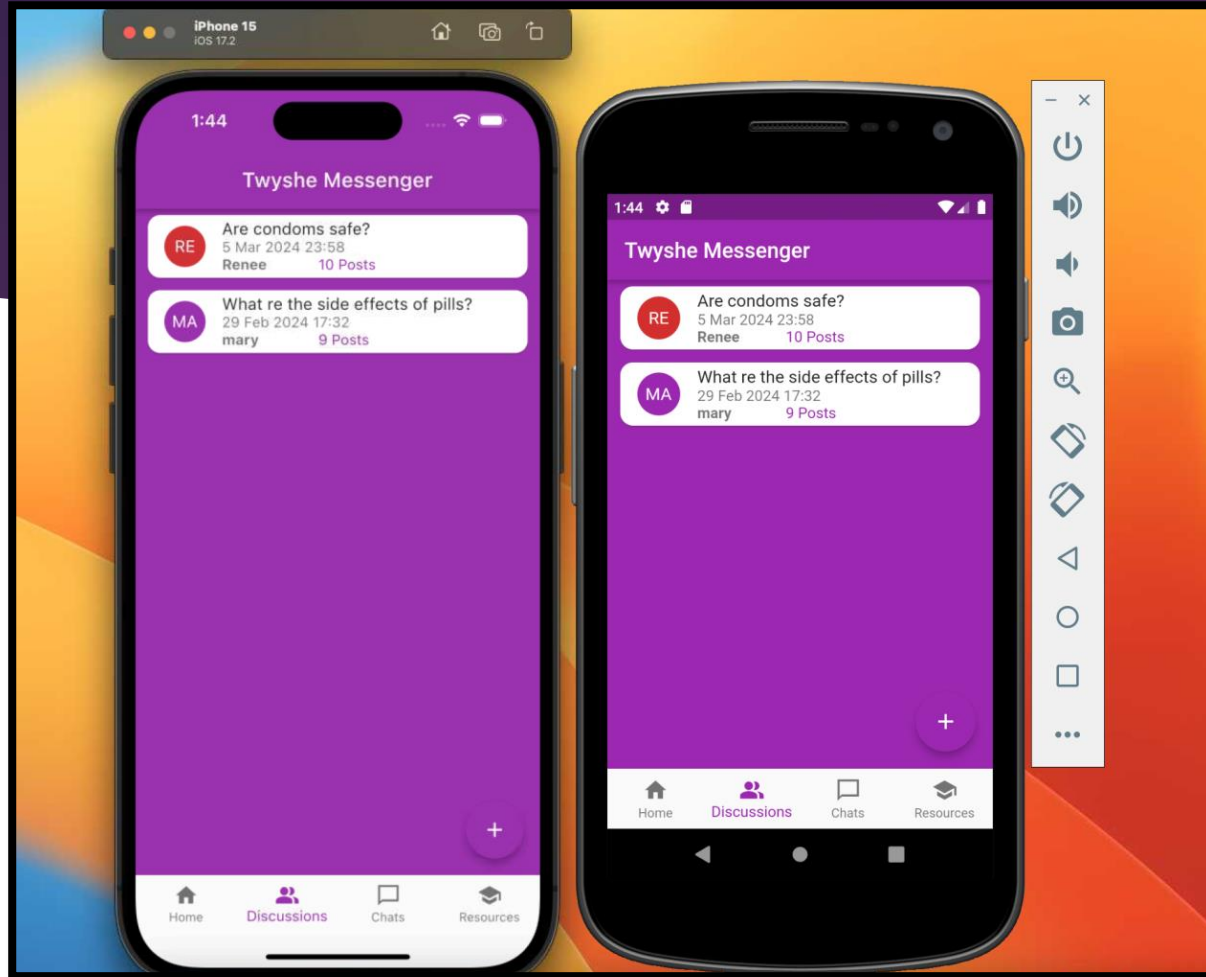 iPhone 15
iOS 17.2
1:44
Twyshe Messenger
RE
Are condoms safe?
5 Mar 2024 23:58
Renee 10 Posts
MA
What re the side effects of pills?
29 Feb 2024 17:32
mary 9 Posts
+
Home Discussions Chats Resources
1:44
Twyshe Messenger
RE
Are condoms safe?
5 Mar 2024 23:58
Renee 10 Posts
MA
What re the side effects of pills?
29 Feb 2024 17:32
mary 9 Posts
+
Home Discussions Chats Resources